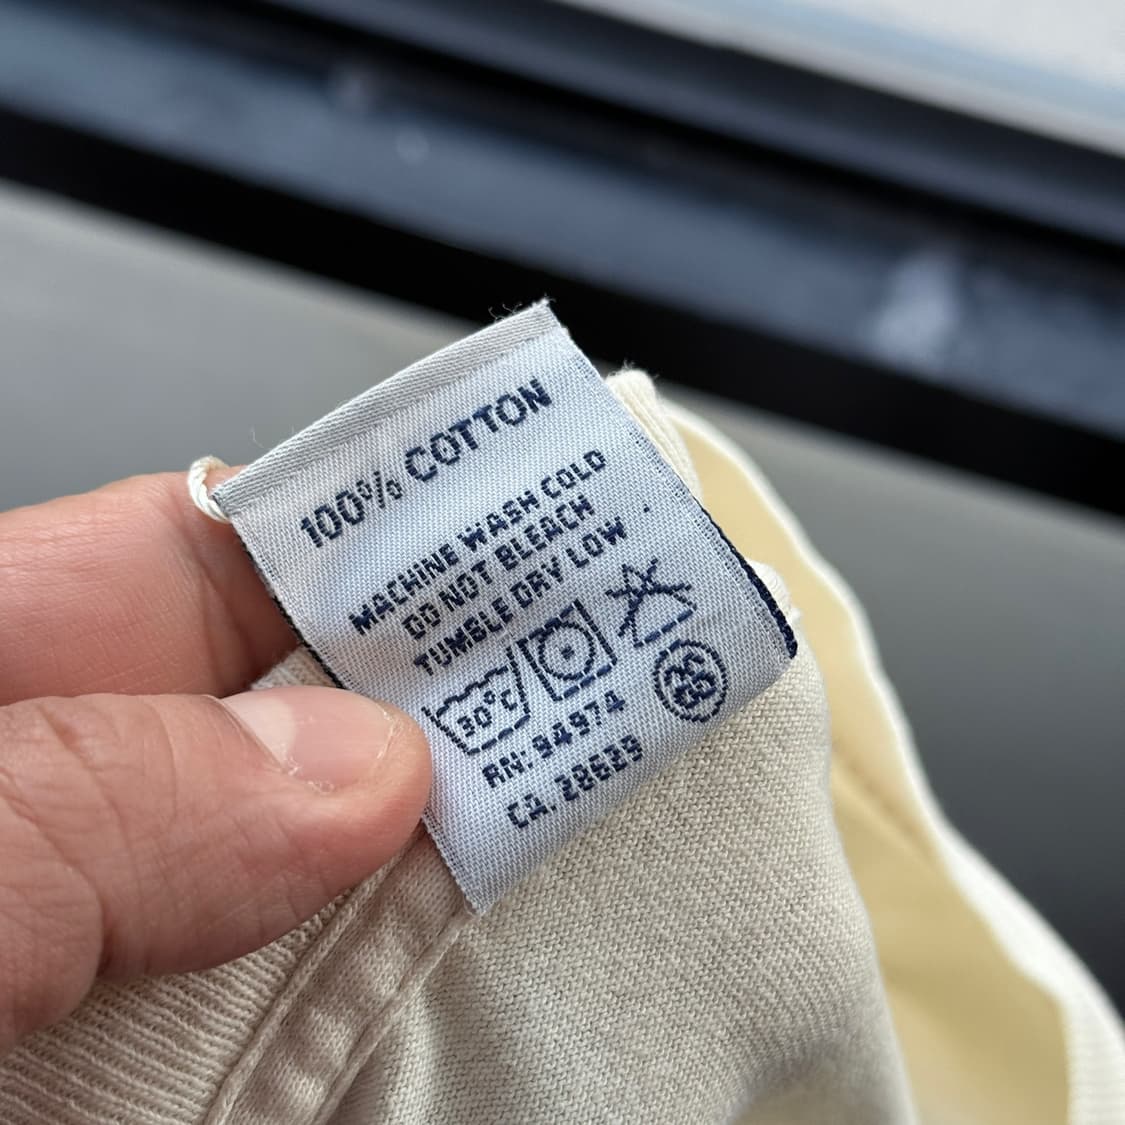 100% COTTON
MACHINE WASH COLD
DO NOT BLEACH
TUMBLE DRY LOW
30°C
RN: 94974
CA. 28629